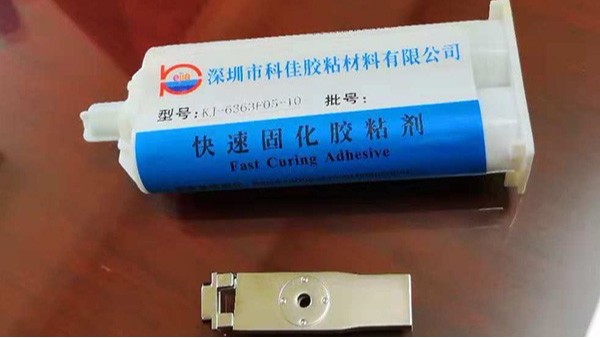 深圳市科佳胶粘材料有限公司
型号:KJ-6363F05-10 批号:
快速固化胶粘剂
Fast Curing Adhesive